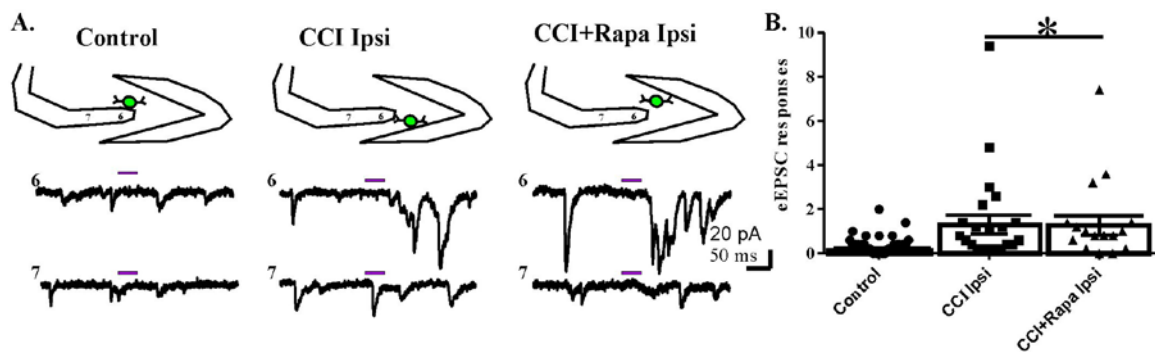 A.
Control
CCI Ipsi
CCI+Rapa Ipsi
7 6
7 6
7 6
6
6
6
20 pA
50 ms
7
7
7
B.
eEPSC responses
10
8
6
4
2
0
*
Control
CCI Ipsi
CCI+Rapa Ipsi